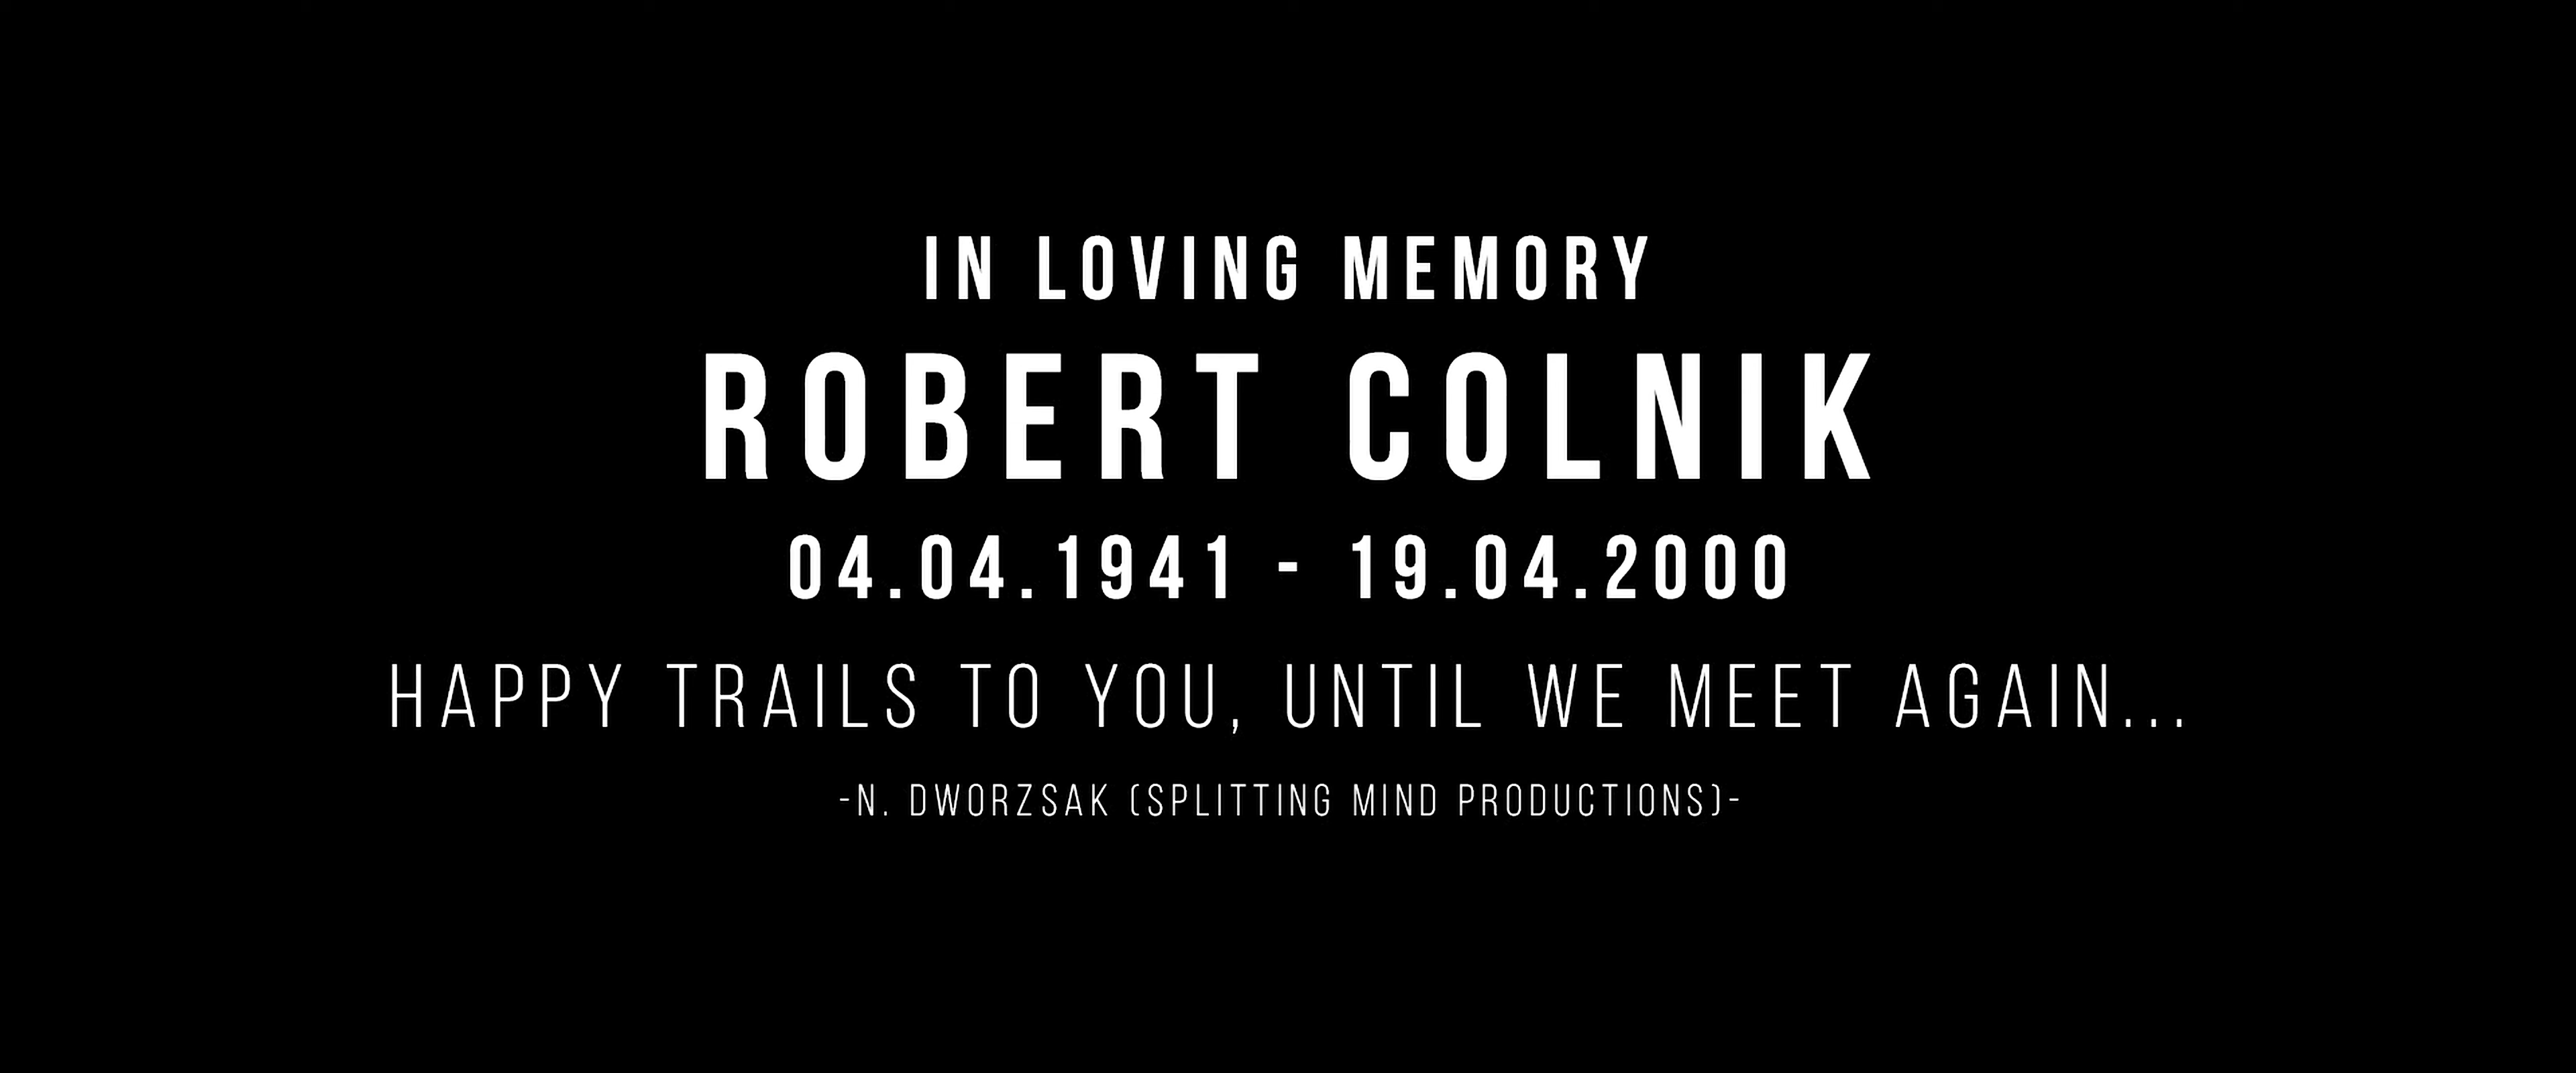 IN LOVING MEMORY
ROBERT COLNIK
04.04.1941 - 19.04.2000
HAPPY TRAILS TO YOU, UNTIL WE MEET AGAIN...
-N. DWORZSAK (SPLITTING MIND PRODUCTIONS)-